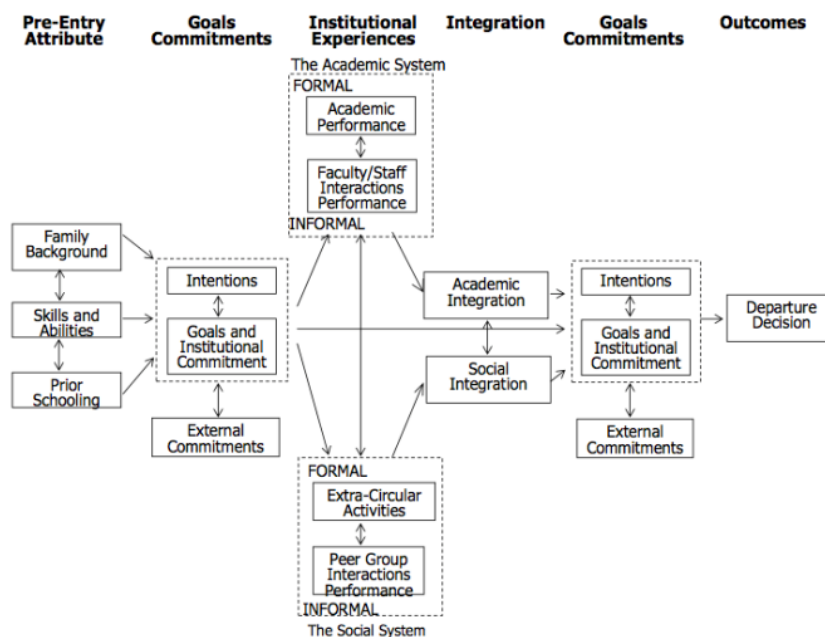 Pre-Entry
Attribute
Goals
Commitments
Institutional
Experiences
Integration
Goals
Commitments
Outcomes
The Academic System
FORMAL
Academic
Performance
Faculty/Staff
Interactions
Performance
INFORMAL
Family
Background
Skills and
Abilities
Prior
Schooling
Intentions
Goals and
Institutional
Commitment
External
Commitments
Academic
Integration
Social
Integration
Intentions
Goals and
Institutional
Commitment
External
Commitments
Departure
Decision
FORMAL
Extra-Circular
Activities
Peer Group
Interactions
Performance
INFORMAL
The Social System